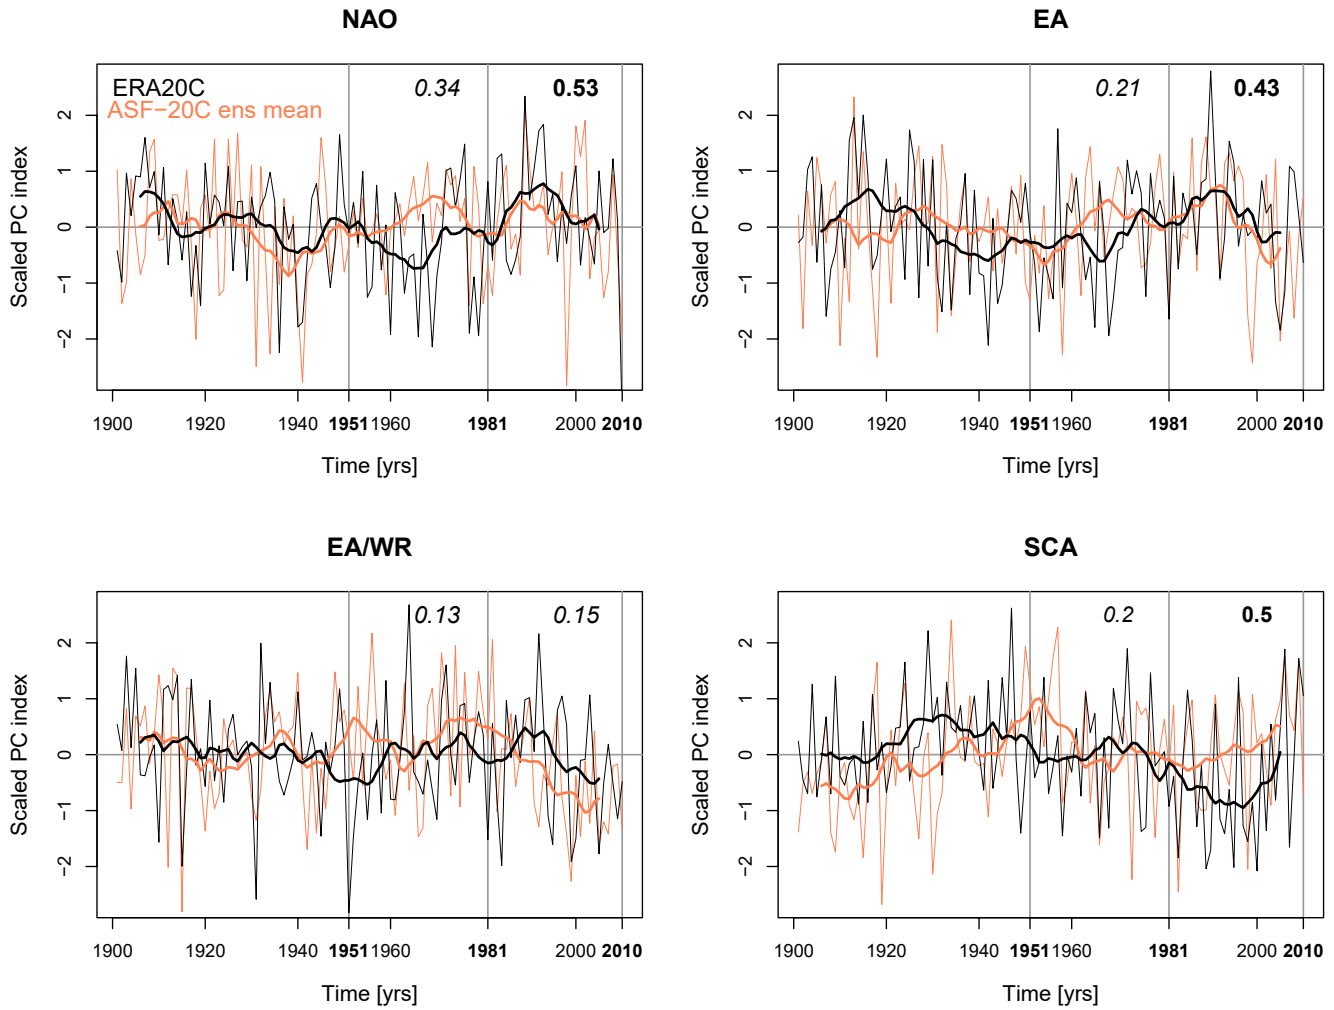 NAO
ERA20C
ASF−20C ens mean
0.34
0.53
Scaled PC index
2
1
0
−1
−2
1900 1920 1940 1951 1960 1981 2000 2010
Time [yrs]
EA
0.21
0.43
Scaled PC index
2
1
0
−1
−2
1900 1920 1940 1951 1960 1981 2000 2010
Time [yrs]
EA/WR
0.13
0.15
Scaled PC index
2
1
0
−1
−2
1900 1920 1940 1951 1960 1981 2000 2010
Time [yrs]
SCA
0.2
0.5
Scaled PC index
2
1
0
−1
−2
1900 1920 1940 1951 1960 1981 2000 2010
Time [yrs]